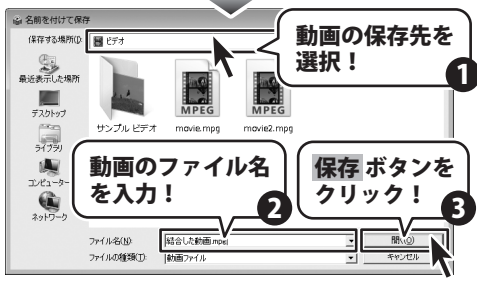 名前を付けて保存
保存する場所(I):
ビデオ
動画の保存先を
選択！
1
最近表示した場所
デスクトップ
ライブラリ
コンピューター
ネットワーク
MPEG
MPEG
サンプル ビデオ
movie.mpg
movie2.mpg
動画のファイル名
を入力！
2
保存 ボタンを
クリック！
3
ファイル名(N):
結合した動画.mpeg
開く(O)
ファイルの種類(T):
動画ファイル
キャンセル